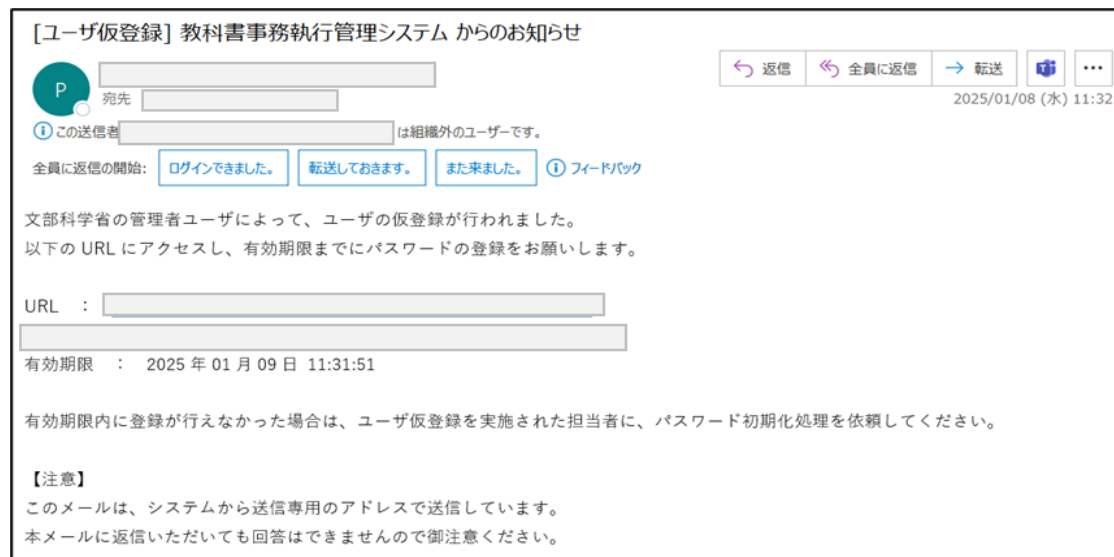 [ユーザ仮登録] 教科書事務執行管理システム からのお知らせ
返信 全員に返信 転送
P
宛先
2025/01/08 (水) 11:32
この送信者 は組織外のユーザーです。
全員に返信の開始: ログインできました。 転送しておきます。 また来ました。 フィードバック
文部科学省の管理者ユーザによって、ユーザの仮登録が行われました。
以下の URL にアクセスし、有効期限までにパスワードの登録をお願いします。
URL :
有効期限 : 2025 年 01 月 09 日 11:31:51
有効期限内に登録が行えなかった場合は、ユーザ仮登録を実施された担当者に、パスワード初期化処理を依頼してください。
【注意】
このメールは、システムから送信専用のアドレスで送信しています。
本メールに返信いただいても回答はできませんので御注意ください。